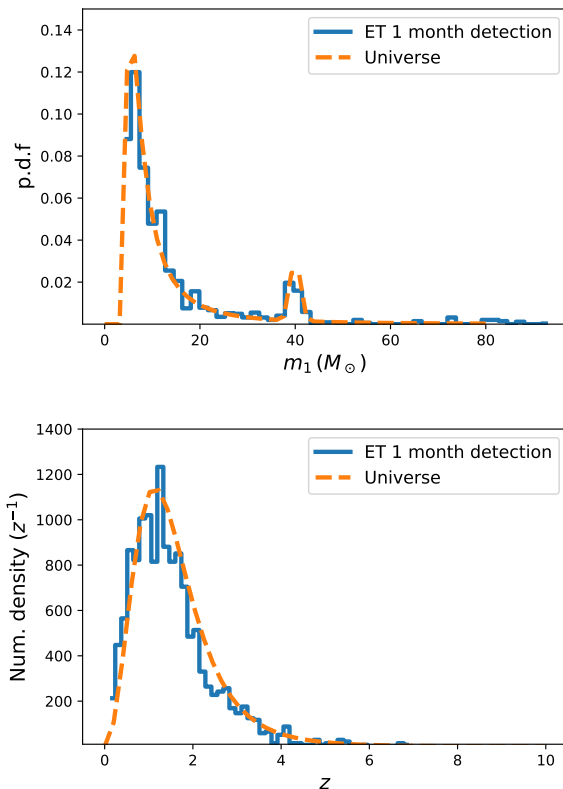 0.14
0.12
0.10
0.08
0.06
0.04
0.02
p.d.f
ET 1 month detection
Universe
0 20 40 60 80
m₁ (M⊙)
1400
1200
1000
800
600
400
200
Num. density (z⁻¹)
ET 1 month detection
Universe
0 2 4 6 8 10
z